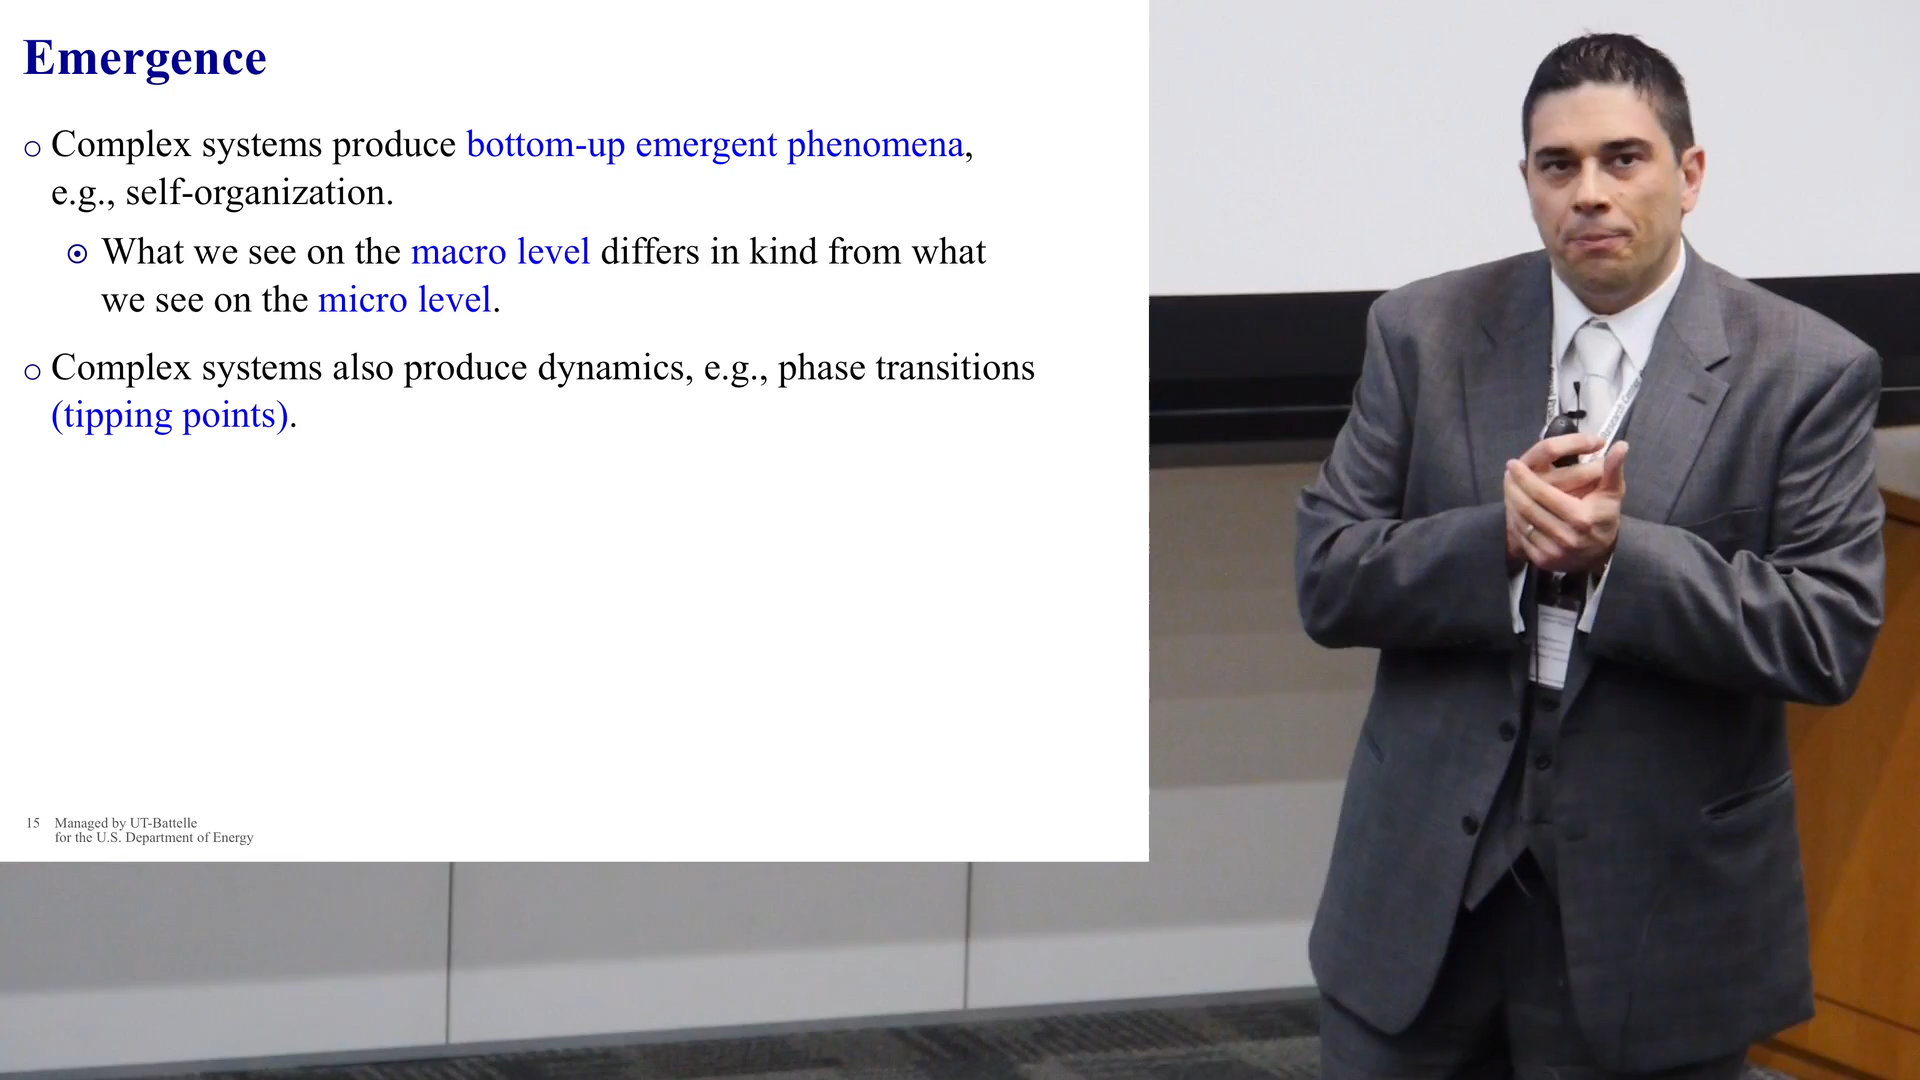 Emergence
○ Complex systems produce bottom-up emergent phenomena,
e.g., self-organization.
⦿ What we see on the macro level differs in kind from what
we see on the micro level.
○ Complex systems also produce dynamics, e.g., phase transitions
(tipping points).
15 Managed by UT-Battelle
for the U.S. Department of Energy